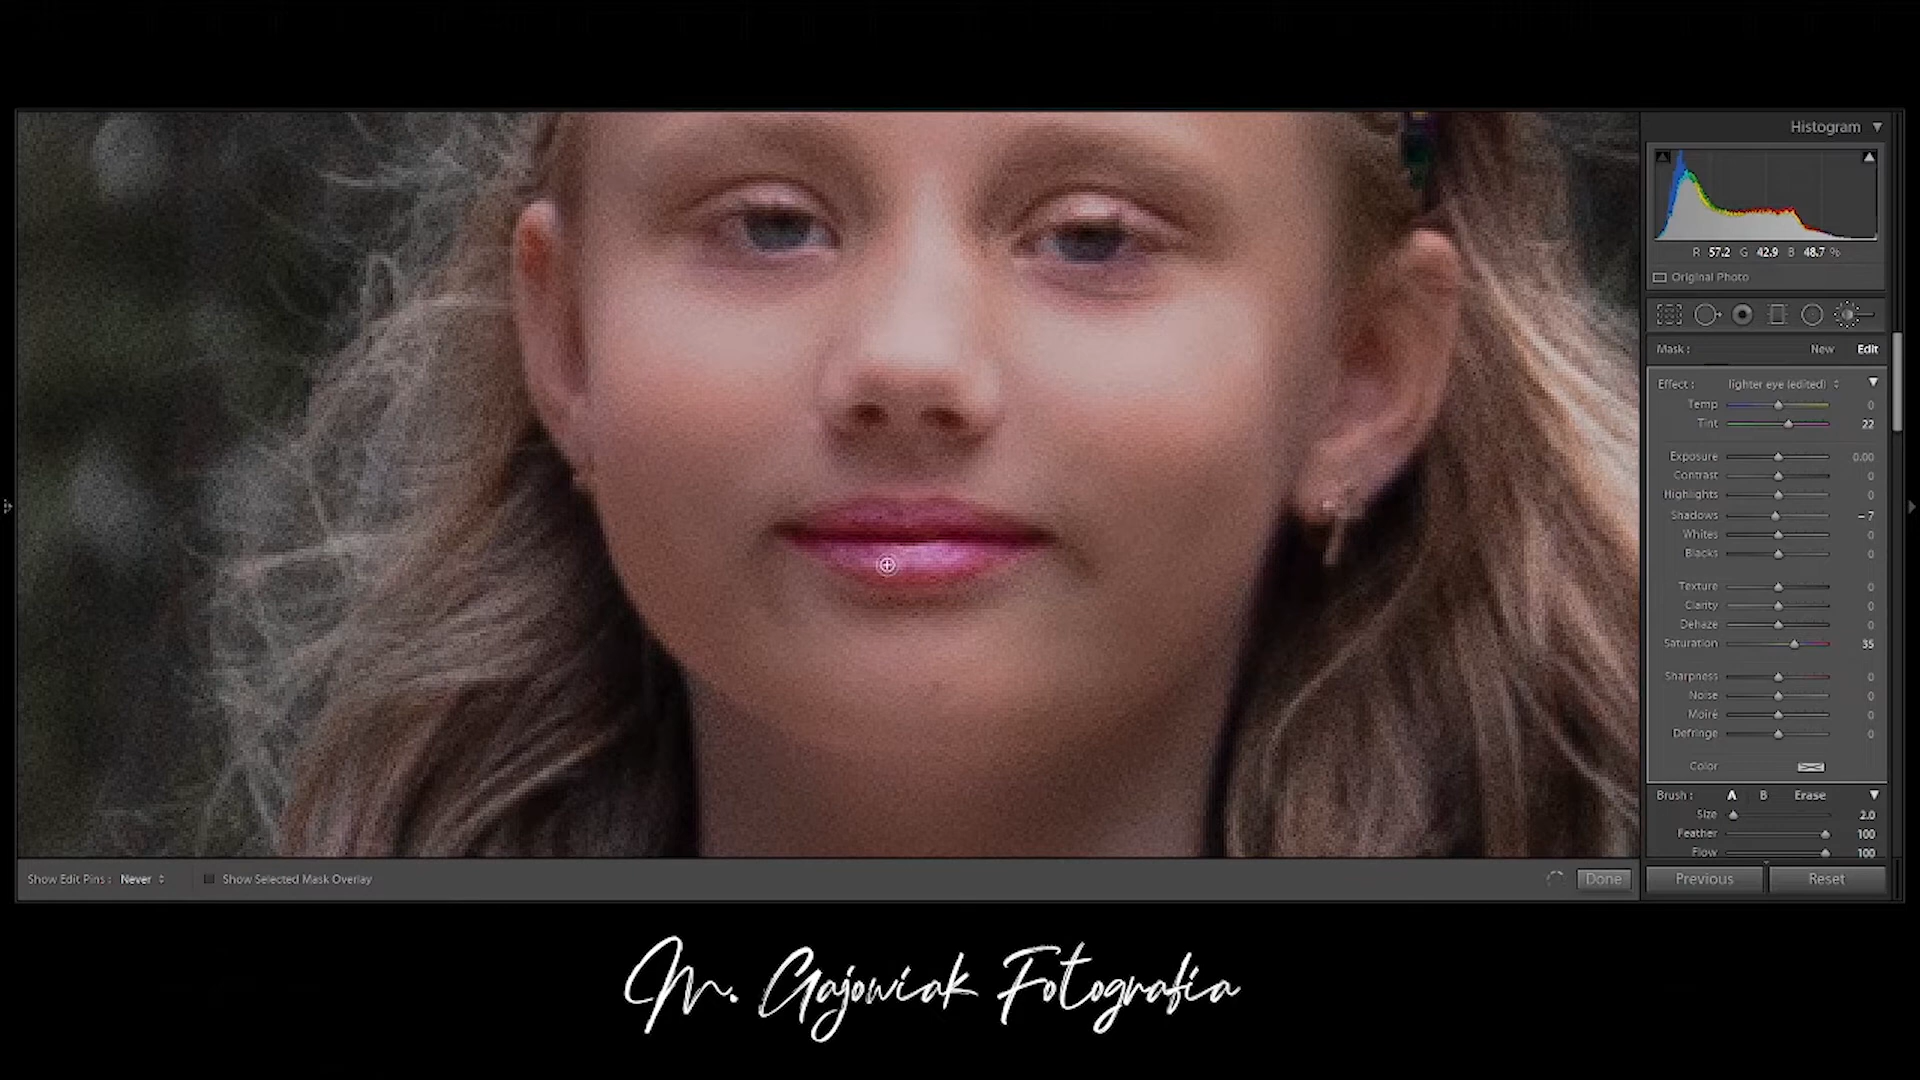 Histogram
R 57.2 G 42.9 B 48.7 %
Original Photo
Mask : New Edit
Effect : lighter eye (edited)
Temp 0
Tint 22
Exposure 0.00
Contrast 0
Highlights 0
Shadows – 7
Whites 0
Blacks 0
Texture 0
Clarity 0
Dehaze 0
Saturation 35
Sharpness 0
Noise 0
Moiré 0
Defringe 0
Color
Brush : A B Erase
Size 2.0
Feather 100
Flow 100
Show Edit Pins : Never Show Selected Mask Overlay Done Previous Reset
M. Gajowiak Fotografia